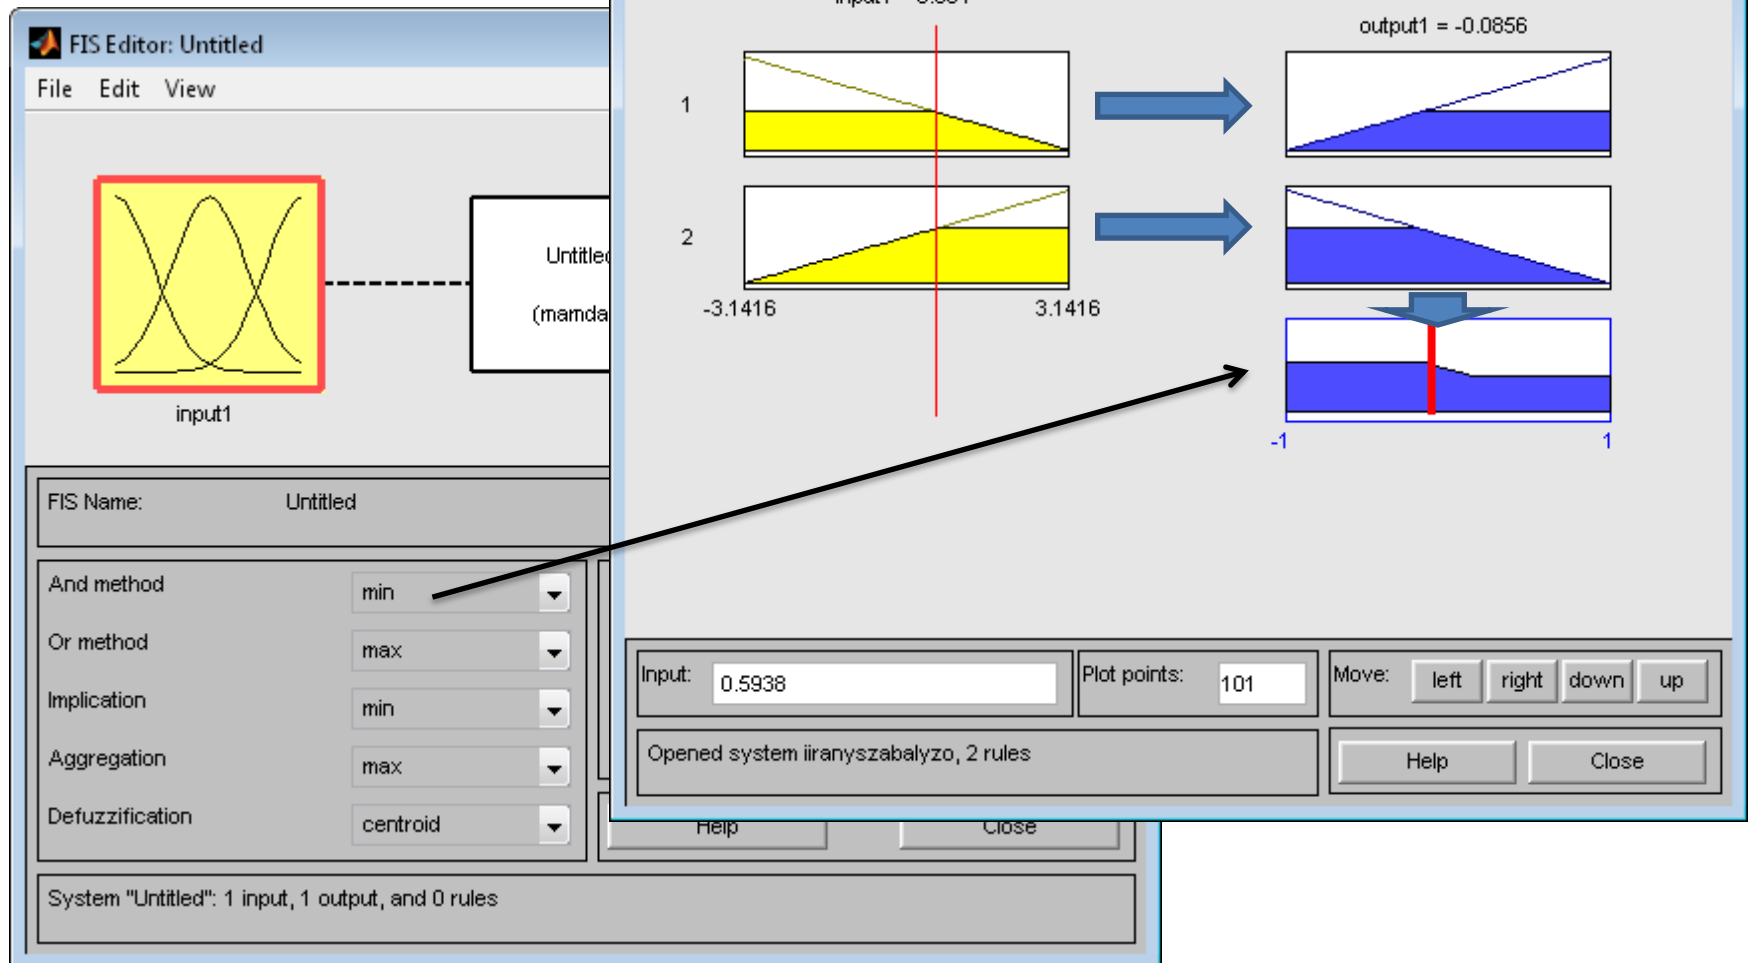 FIS Editor: Untitled
File Edit View
input1
Untitled
(mamda
FIS Name: Untitled
And method min
Or method max
Implication min
Aggregation max
Defuzzification centroid
Help Close
System "Untitled": 1 input, 1 output, and 0 rules
output1 = -0.0856
1
2
-3.1416 3.1416
-1 1
Input: 0.5938
Plot points: 101
Move: left right down up
Opened system iiranyszabalyzo, 2 rules
Help Close